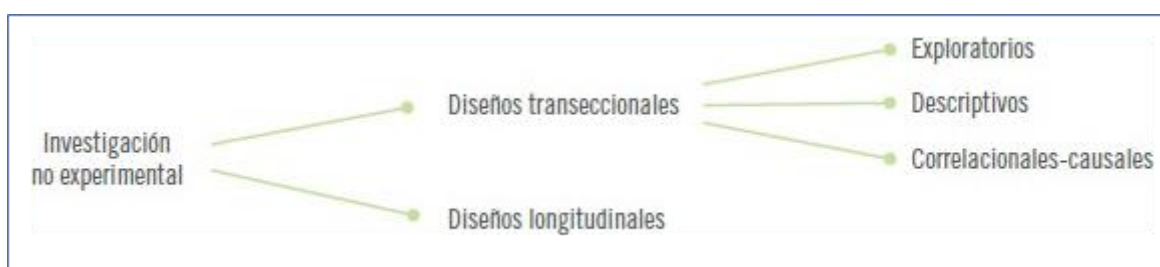 Investigación
no experimental
Diseños transeccionales
Exploratorios
Descriptivos
Correlacionales-causales
Diseños longitudinales